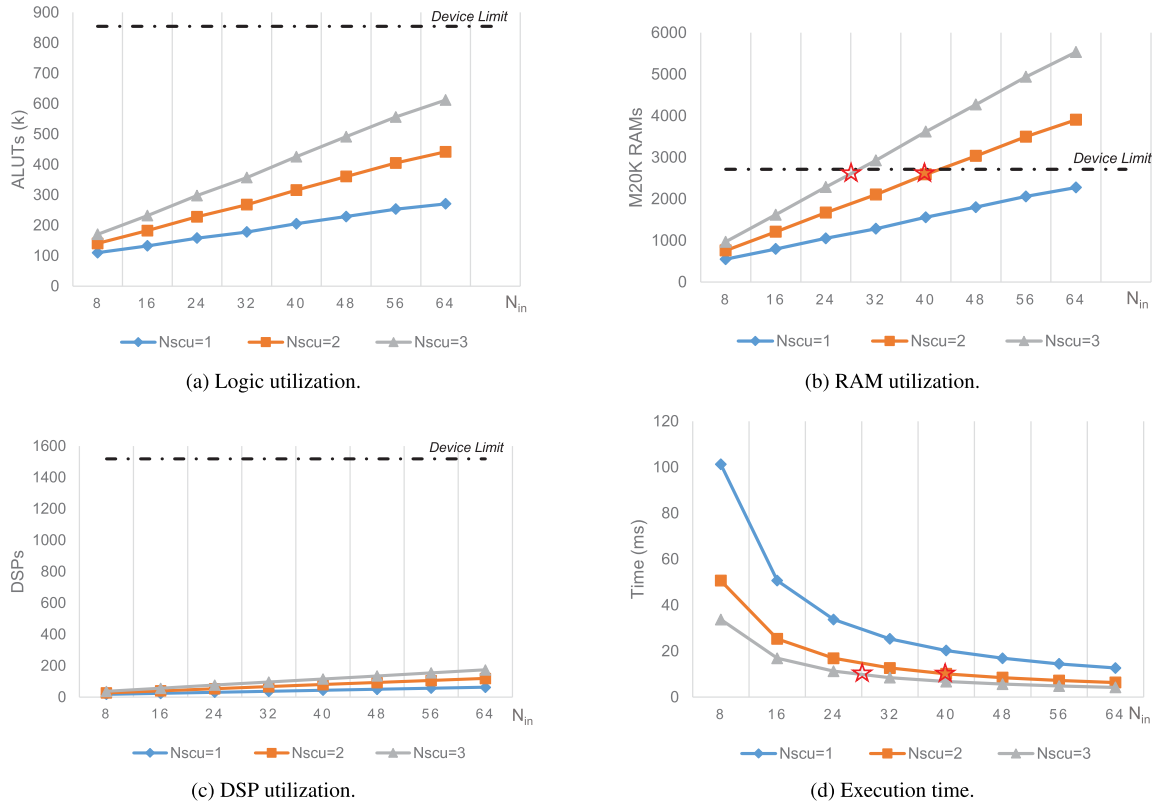 Device Limit
900
800
700
600
500
400
300
200
100
0
ALUTs (k)
8 16 24 32 40 48 56 64 Nin
Nscu=1 Nscu=2 Nscu=3
(a) Logic utilization.
6000
5000
4000
3000
2000
1000
0
M20K RAMs
Device Limit
8 16 24 32 40 48 56 64 Nin
Nscu=1 Nscu=2 Nscu=3
(b) RAM utilization.
1600
1400
1200
1000
800
600
400
200
0
DSPs
Device Limit
8 16 24 32 40 48 56 64 Nin
Nscu=1 Nscu=2 Nscu=3
(c) DSP utilization.
120
100
80
60
40
20
0
Time (ms)
8 16 24 32 40 48 56 64 Nin
Nscu=1 Nscu=2 Nscu=3
(d) Execution time.